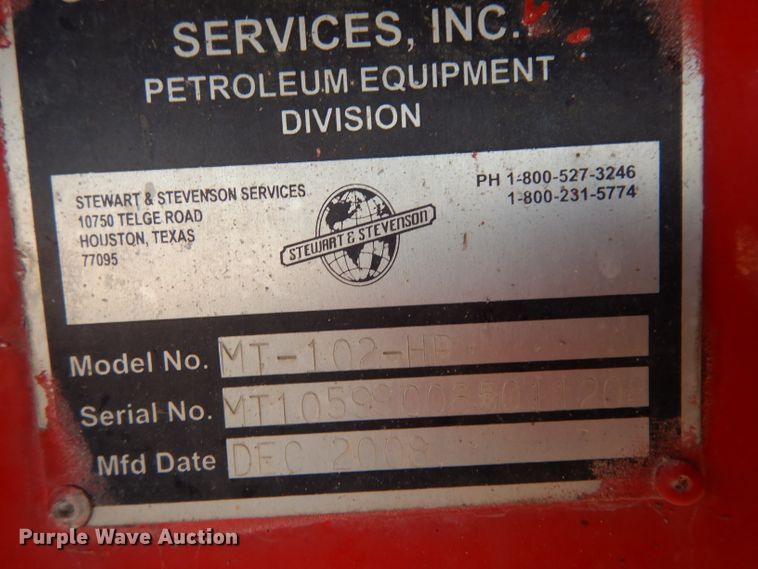 SERVICES, INC.
PETROLEUM EQUIPMENT
DIVISION
STEWART & STEVENSON SERVICES
10750 TELGE ROAD
HOUSTON, TEXAS
77095
PH 1-800-527-3246
1-800-231-5774
STEWART & STEVENSON
Model No. MT-102-HP
Serial No.
Mfd Date DEC 2008
Purple Wave Auction®